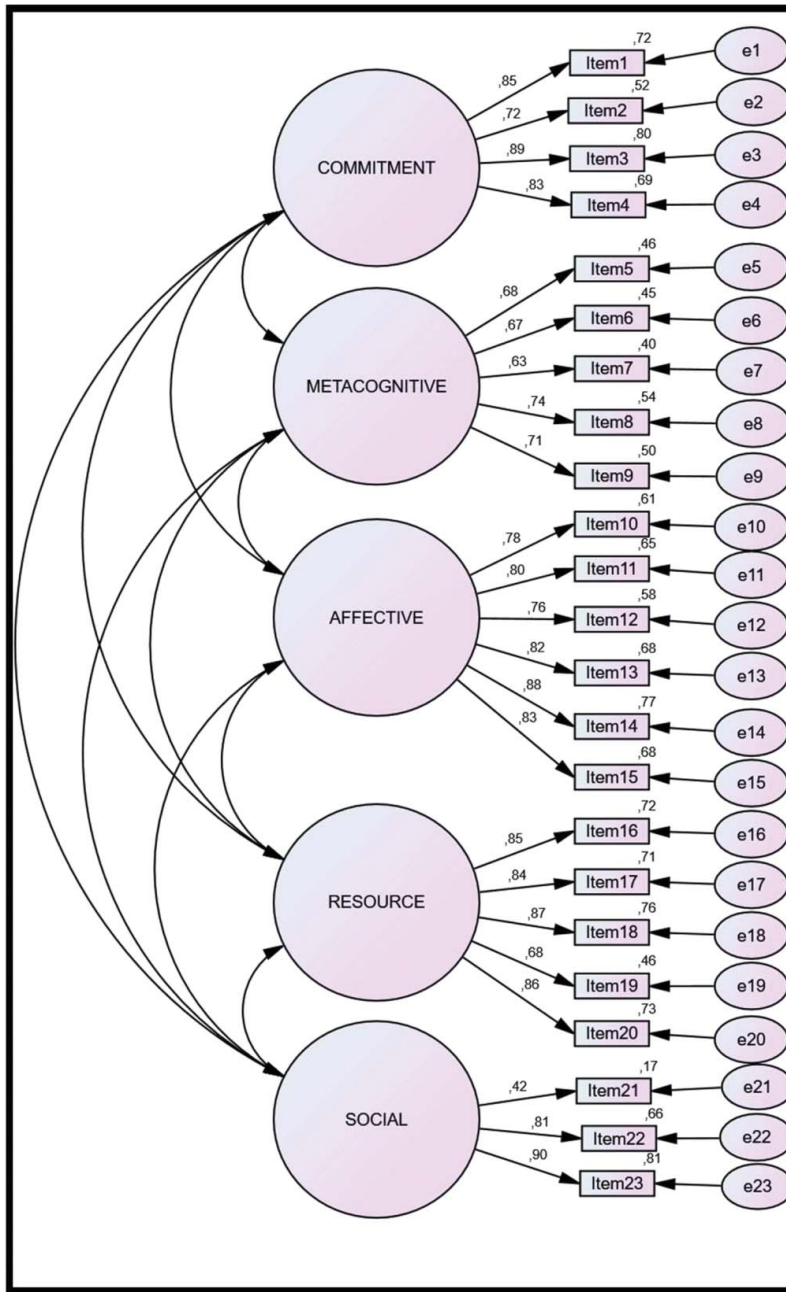 ,72
e1
Item1
,85
,52
e2
Item2
,72
,80
e3
COMMITMENT
,89
Item3
,69
e4
,83
Item4
,46
e5
Item5
,68
,45
e6
Item6
,67
,40
e7
,63
Item7
METACOGNITIVE
,54
e8
,74
Item8
,50
e9
,71
Item9
,61
e10
Item10
,78
,65
e11
Item11
,80
,58
e12
AFFECTIVE
,76
Item12
,68
e13
,82
Item13
,77
e14
,88
Item14
,68
e15
,83
Item15
,72
e16
Item16
,85
,71
e17
,84
Item17
RESOURCE
,76
e18
,87
Item18
,46
e19
,68
Item19
,73
e20
,86
Item20
,17
e21
,42
Item21
SOCIAL
,66
e22
,81
Item22
,81
e23
,90
Item23